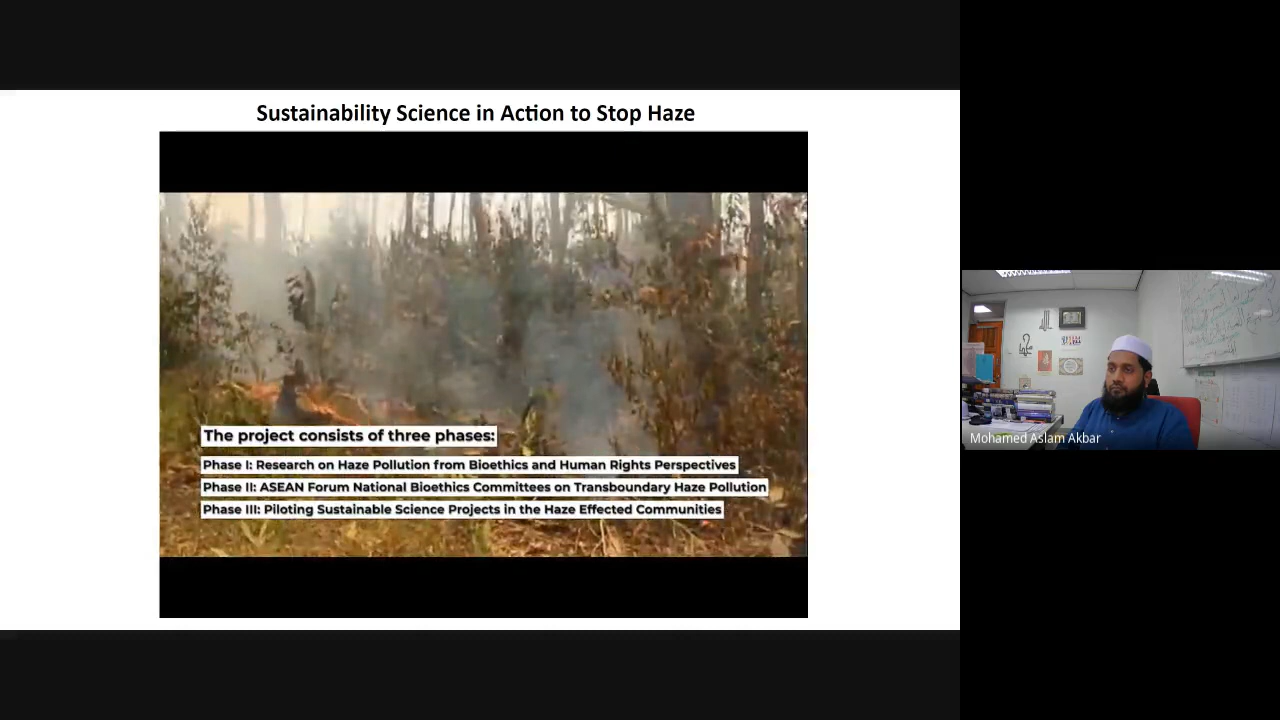 Sustainability Science in Action to Stop Haze
The project consists of three phases:
Phase I: Research on Haze Pollution from Bioethics and Human Rights Perspectives
Phase II: ASEAN Forum National Bioethics Committees on Transboundary Haze Pollution
Phase III: Piloting Sustainable Science Projects in the Haze Effected Communities
Mohamed Aslam Akbar